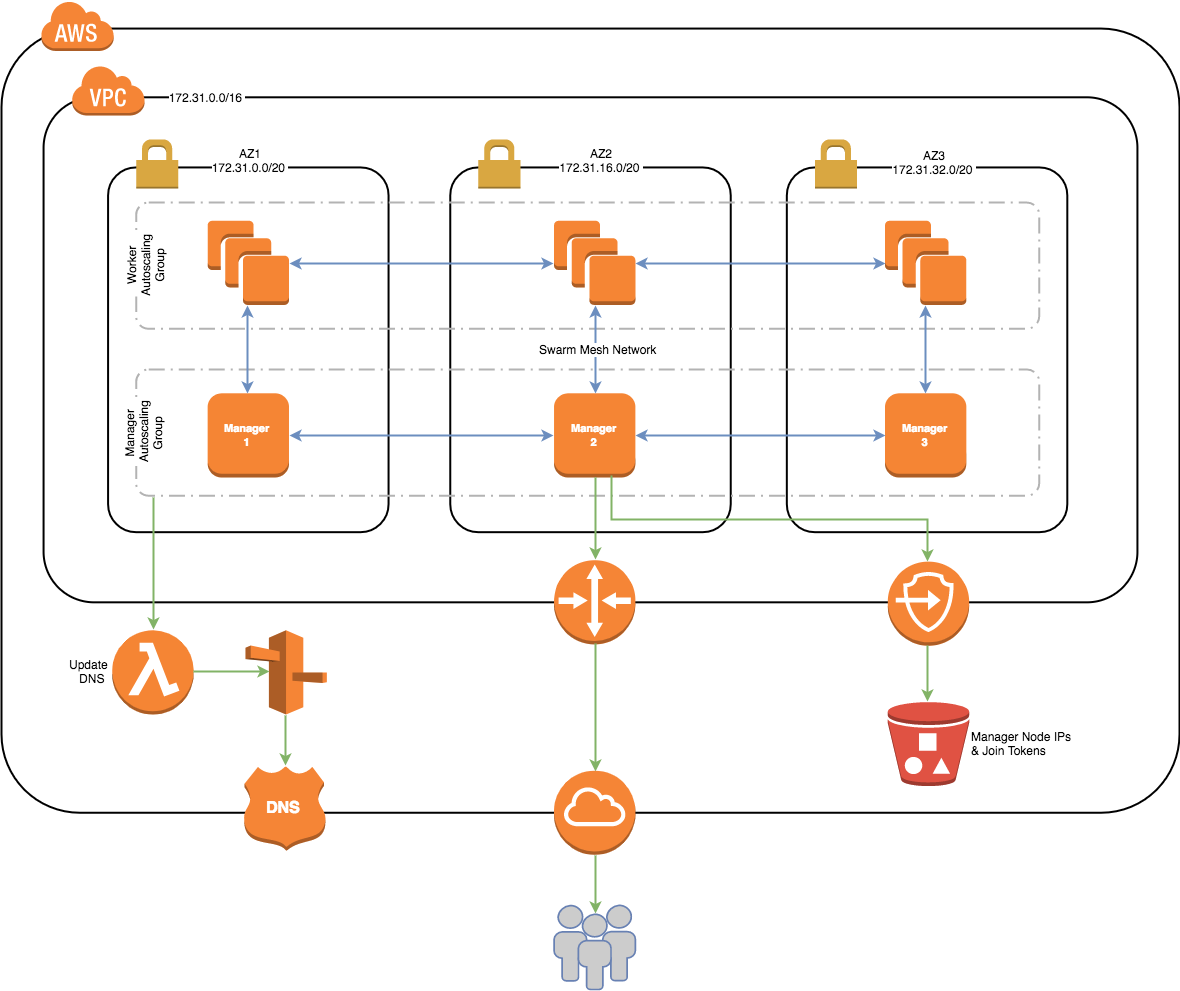 AWS
VPC
172.31.0.0/16
AZ1
172.31.0.0/20
AZ2
172.31.16.0/20
AZ3
172.31.32.0/20
Worker
Autoscaling
Group
Swarm Mesh Network
Manager
Autoscaling
Group
Manager
1
Manager
2
Manager
3
Update
DNS
Manager Node IPs
& Join Tokens
DNS